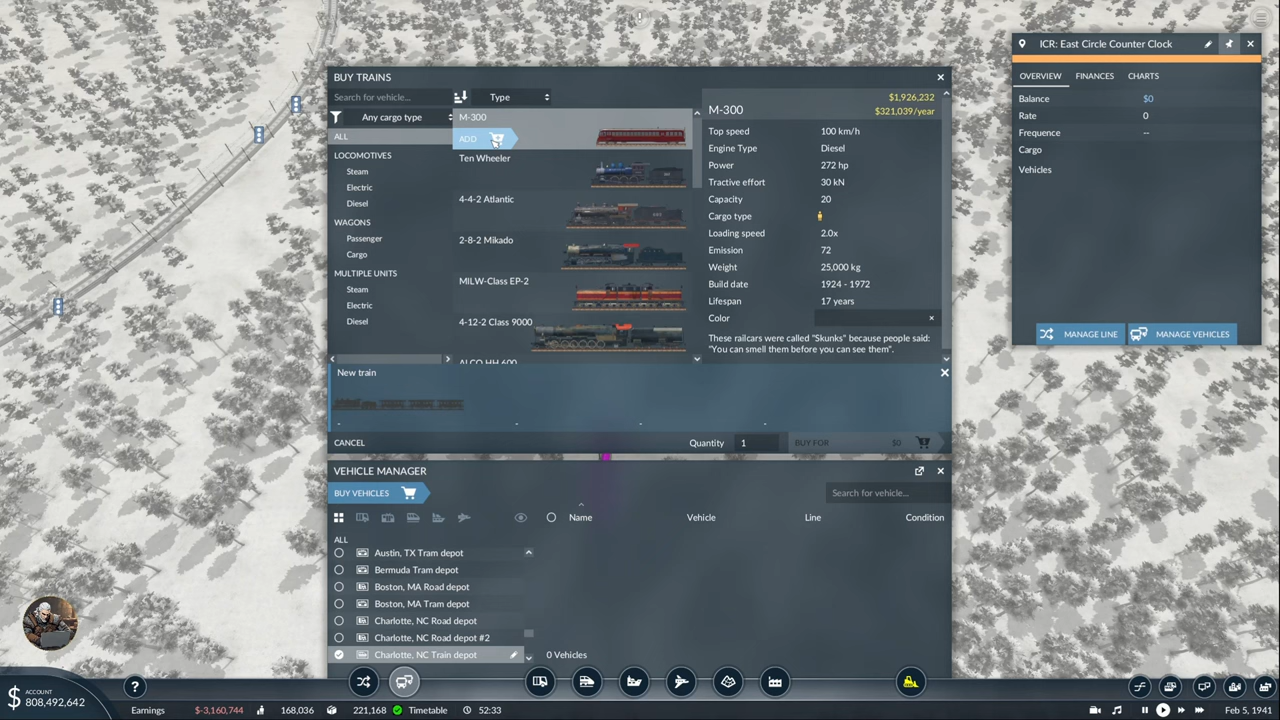 BUY TRAINS
Search for vehicle...
Type
Any cargo type
ALL
LOCOMOTIVES
Steam
Electric
Diesel
WAGONS
Passenger
Cargo
MULTIPLE UNITS
Steam
Electric
Diesel
M-300
ADD
Ten Wheeler
4-4-2 Atlantic
2-8-2 Mikado
MILW-Class EP-2
4-12-2 Class 9000
ALCO HH 600
M-300
$1,926,232
$321,039/year
Top speed 100 km/h
Engine Type Diesel
Power 272 hp
Tractive effort 30 kN
Capacity 20
Cargo type
Loading speed 2.0x
Emission 72
Weight 25,000 kg
Build date 1924 - 1972
Lifespan 17 years
Color
These railcars were called "Skunks" because people said:
"You can smell them before you can see them".
New train
- - - -
CANCEL
Quantity 1
BUY FOR $0
VEHICLE MANAGER
BUY VEHICLES
Search for vehicle...
Name Vehicle Line Condition
ALL
Austin, TX Tram depot
Bermuda Tram depot
Boston, MA Road depot
Boston, MA Tram depot
Charlotte, NC Road depot
Charlotte, NC Road depot #2
Charlotte, NC Train depot
0 Vehicles
ICR: East Circle Counter Clock
OVERVIEW FINANCES CHARTS
Balance $0
Rate 0
Frequency --
Cargo
Vehicles
MANAGE LINE MANAGE VEHICLES
$ ACCOUNT
808,492,642
?
Earnings $-3,160,744 168,036 221,168 Timetable 52:33
Feb 5, 1941